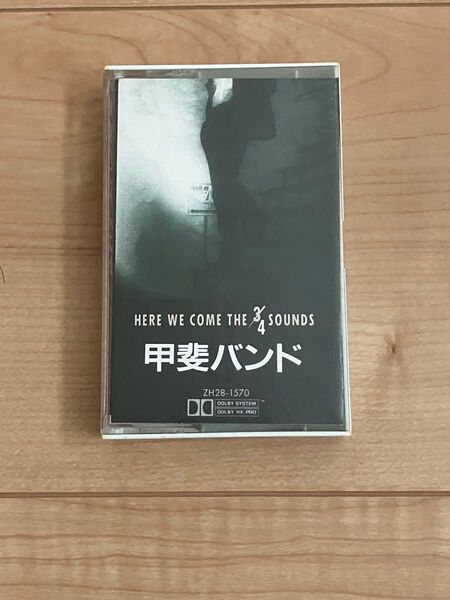 HERE WE COME THE 3/4 SOUNDS
甲斐バンド
ZH28-1570
DOLBY SYSTEM
DOLBY HX PRO